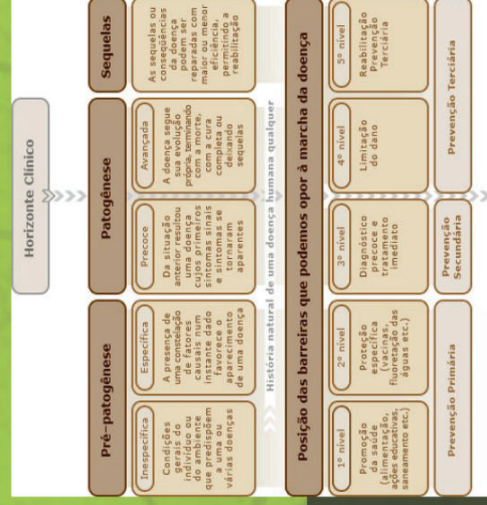 Horizonte Clínico
Pré-patogênese
Patogênese
Sequelas
Inespecífica
Condições
gerais do
indivíduo ou
do ambiente
que predispõem
a uma ou
várias doenças
Específica
A presença de
uma constelação
de fatores
causais num
instante dado
favorece o
aparecimento
de uma doença
Precoce
Da situação
anterior resultou
uma doença
cujos primeiros
sintomas sinais
e sintomas se
tornaram
aparentes
Avançada
A doença segue
sua evolução
própria, terminando
com a morte,
com a cura
completa ou
deixando
sequelas
As sequelas ou
conseqüências
da doença
podem ser
reparadas com
maior ou menor
eficiência,
permitindo a
reabilitação
História natural de uma doença humana qualquer
Posição das barreiras que podemos opor à marcha da doença
1º nível
Promoção
da saúde
(alimentação,
ações educativas,
saneamento etc.)
2º nível
Proteção
específica
(vacinas,
fluoretação das
águas etc.)
3º nível
Diagnóstico
precoce e
tratamento
imediato
4º nível
Limitação
do dano
5º nível
Reabilitação
Prevenção
Terciária
Prevenção Primária
Prevenção
Secundária
Prevenção Terciária